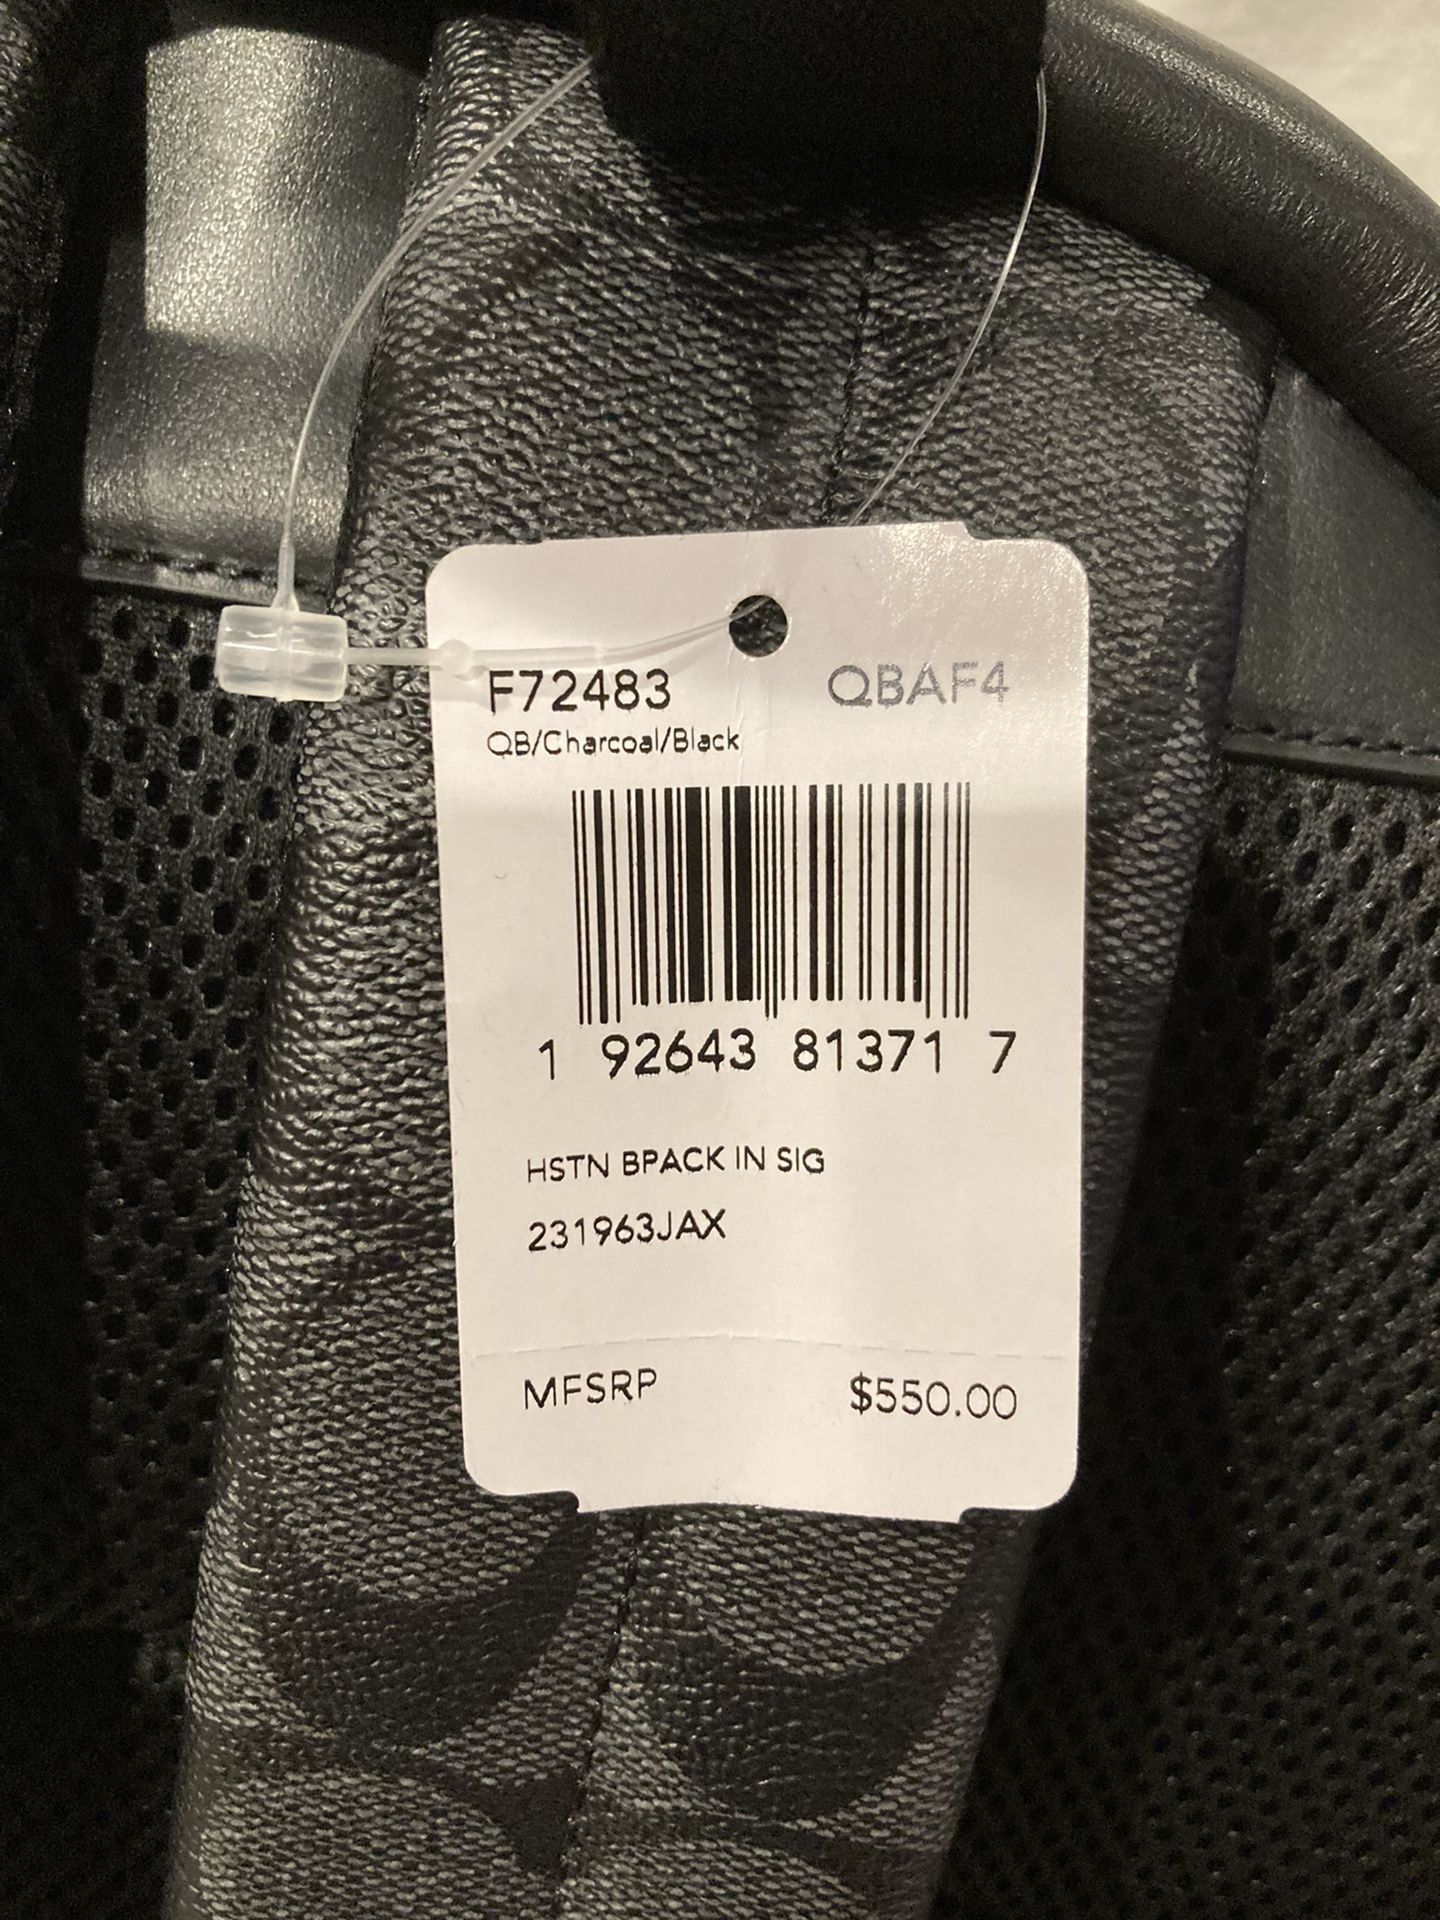 F72483 QBAF4
QB/Charcoal/Black
1 92643 81371 7
HSTN BPACK IN SIG
231963JAX
MFSRP $550.00